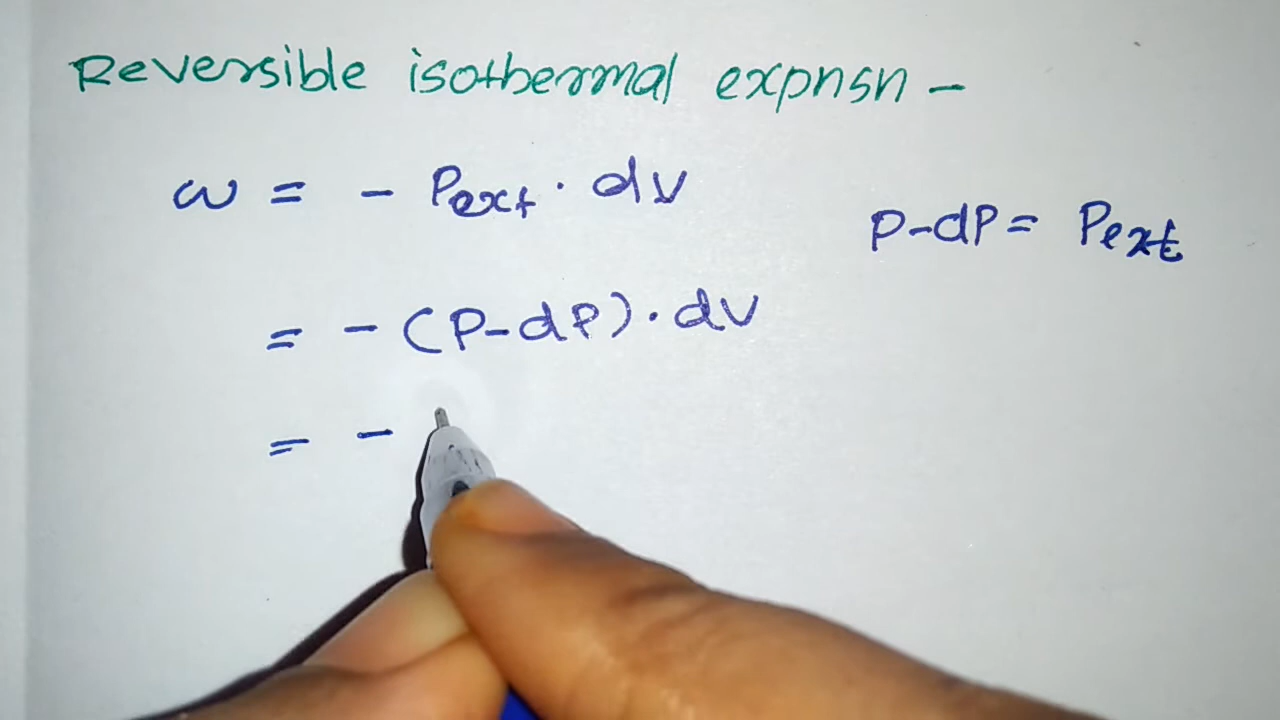 Reversible isothermal expnsn -
w = - Pext · dv
P-dP = Pext
= - (P-dP) · dv
= -